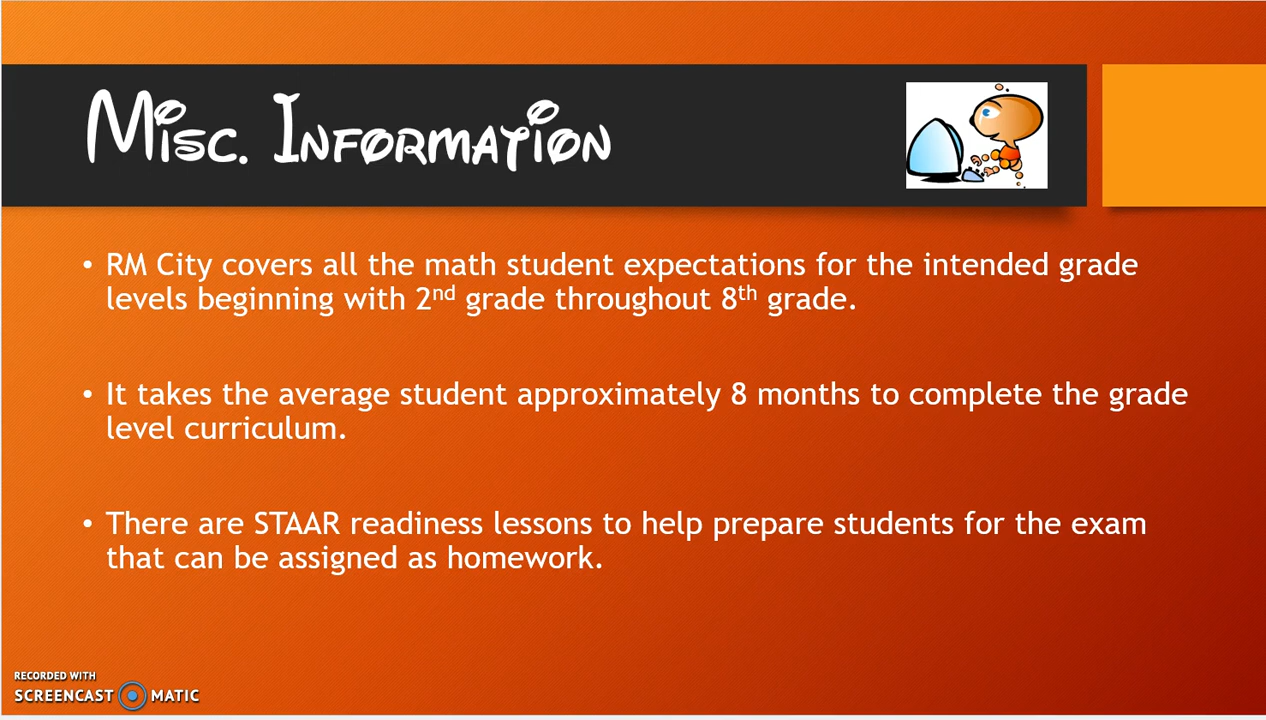 Misc. Information
• RM City covers all the math student expectations for the intended grade
levels beginning with 2nd grade throughout 8th grade.
• It takes the average student approximately 8 months to complete the grade
level curriculum.
• There are STAAR readiness lessons to help prepare students for the exam
that can be assigned as homework.
RECORDED WITH
SCREENCAST MATIC